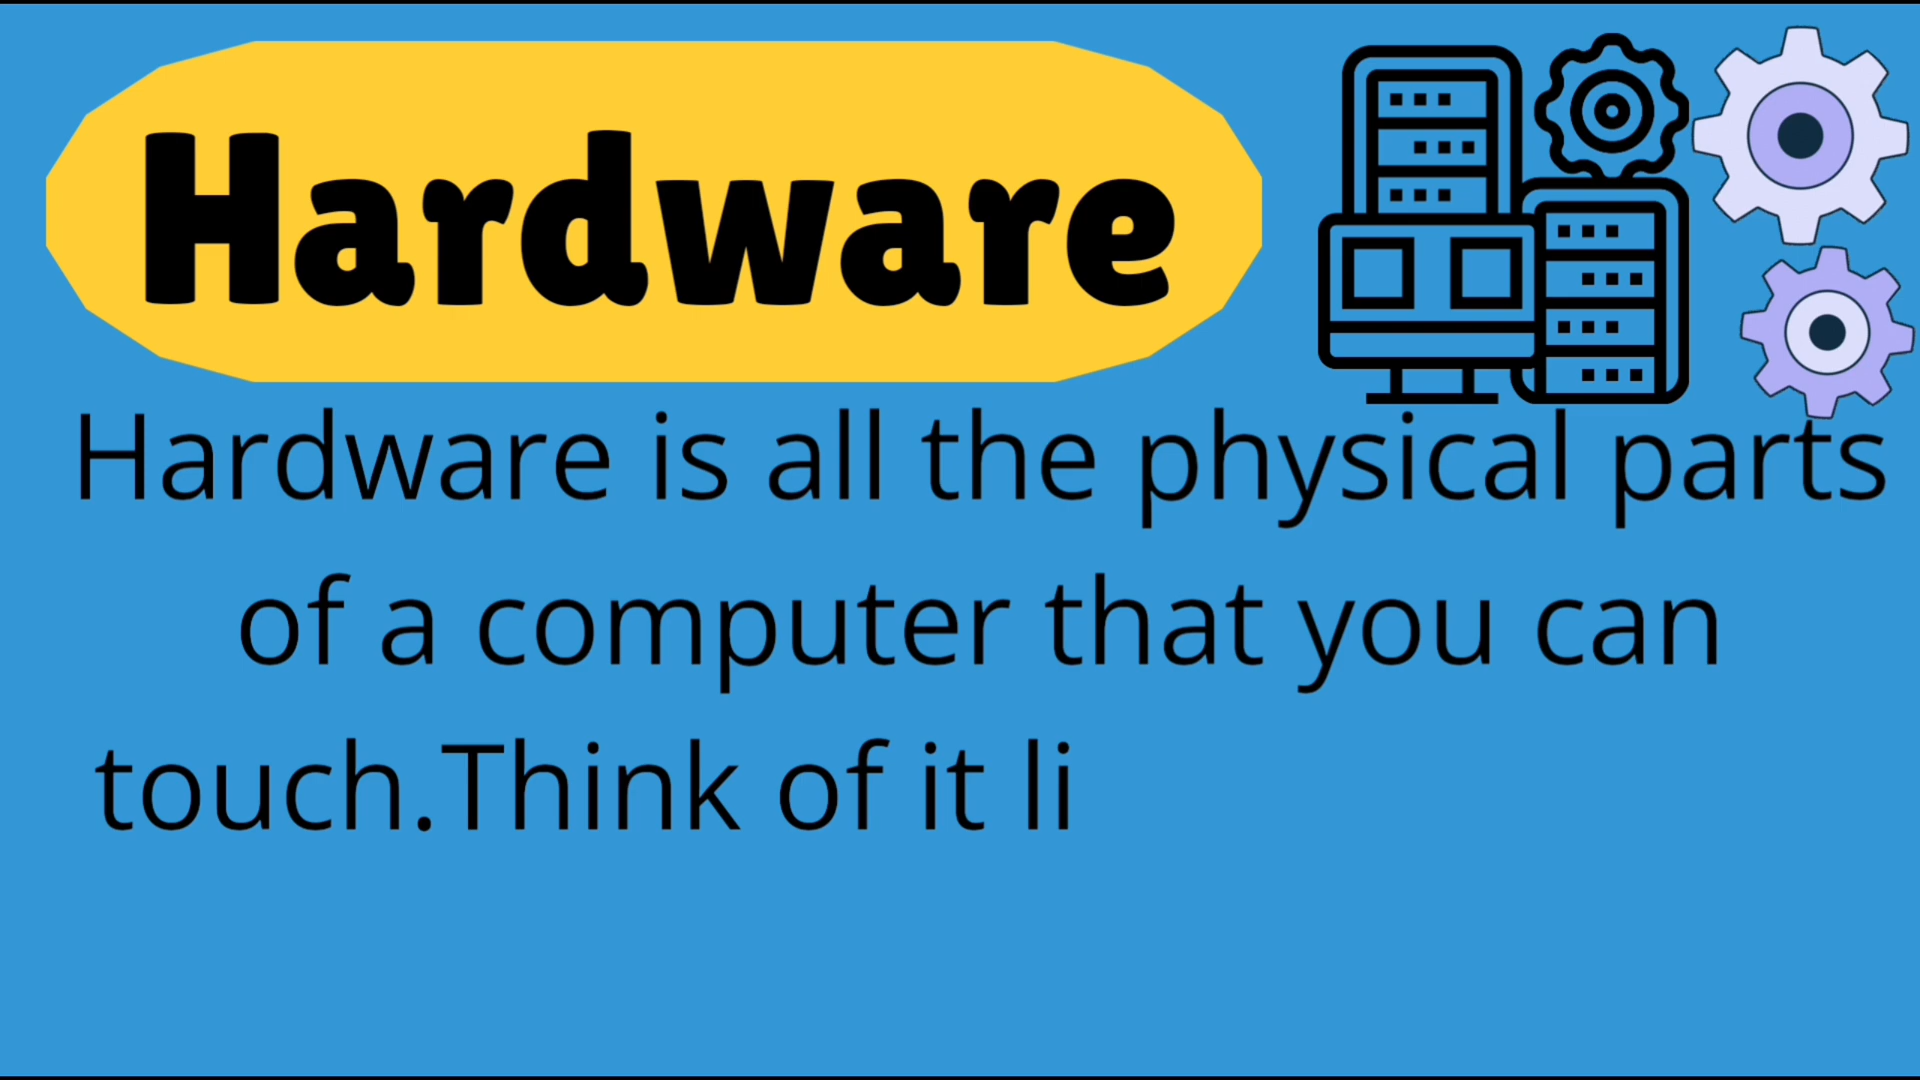 Hardware
Hardware is all the physical parts
of a computer that you can
touch.Think of it li